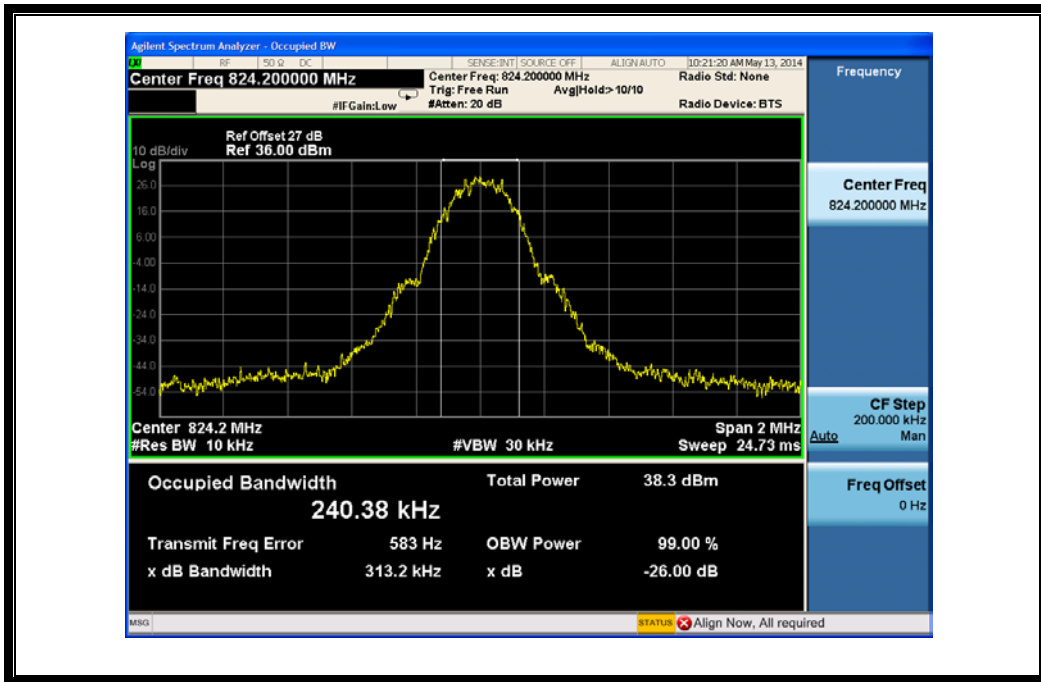 Agilent Spectrum Analyzer - Occupied BW
RF 50 Ω DC SENSE:INT SOURCE OFF ALIGN AUTO 10:21:20 AM May 13, 2014
Center Freq 824.200000 MHz
Center Freq: 824.200000 MHz Radio Std: None
Trig: Free Run Avg|Hold:> 10/10
#IFGain:Low #Atten: 20 dB Radio Device: BTS
Ref Offset 27 dB
10 dB/div Ref 36.00 dBm
Log
26.0
16.0
6.00
-4.00
-14.0
-24.0
-34.0
-44.0
-54.0
Center 824.2 MHz Span 2 MHz
#Res BW 10 kHz #VBW 30 kHz Sweep 24.73 ms
Occupied Bandwidth Total Power 38.3 dBm
240.38 kHz
Transmit Freq Error 583 Hz OBW Power 99.00 %
x dB Bandwidth 313.2 kHz x dB -26.00 dB
Frequency
Center Freq
824.200000 MHz
CF Step
200.000 kHz
Auto Man
Freq Offset
0 Hz
MSG STATUS Align Now, All required